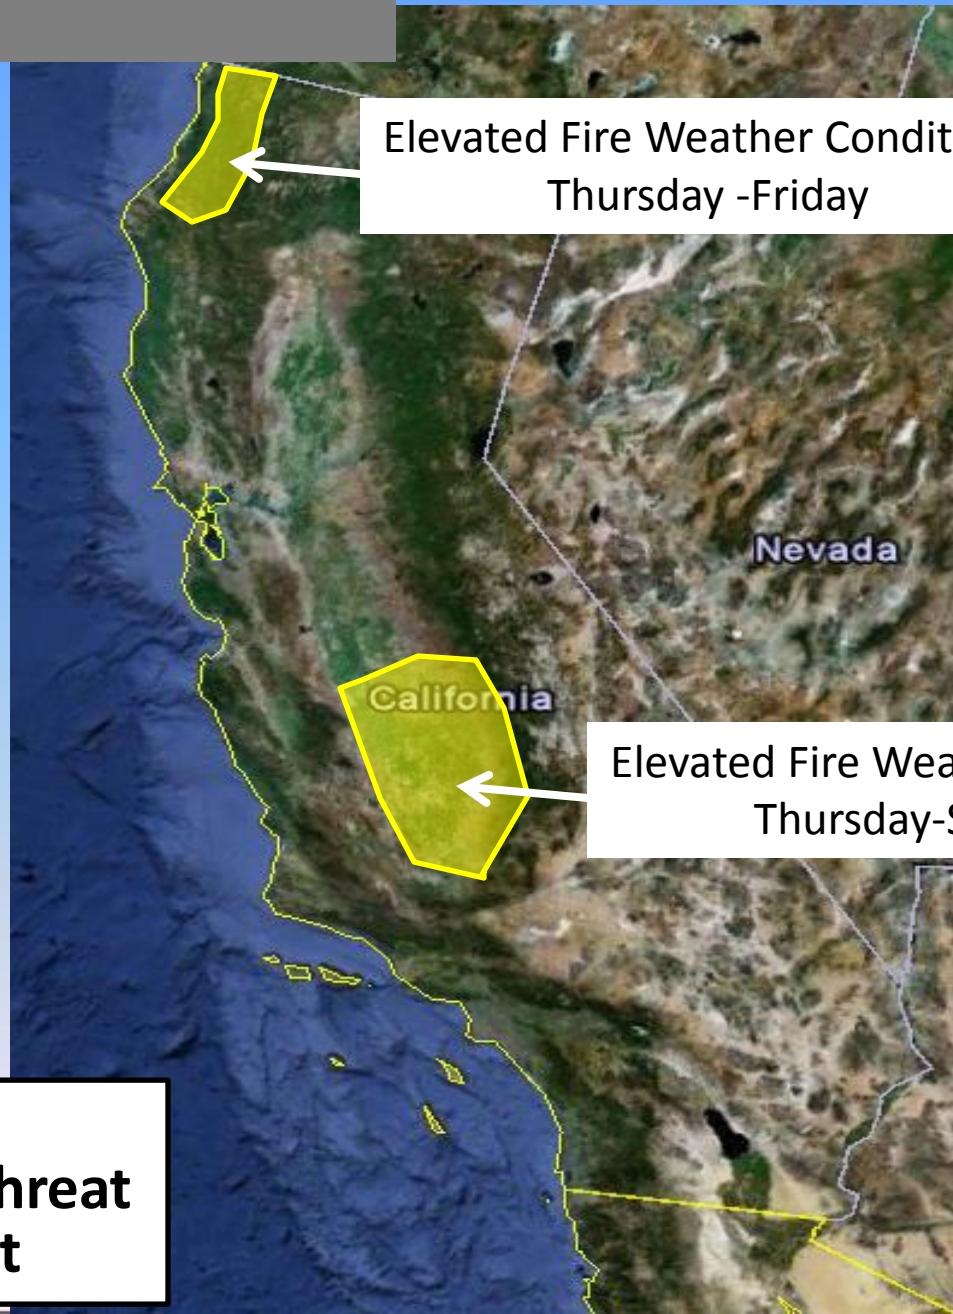 Elevated Fire Weather Condit
Thursday -Friday
Nevada
California
Elevated Fire Wea
Thursday-S
hreat
t